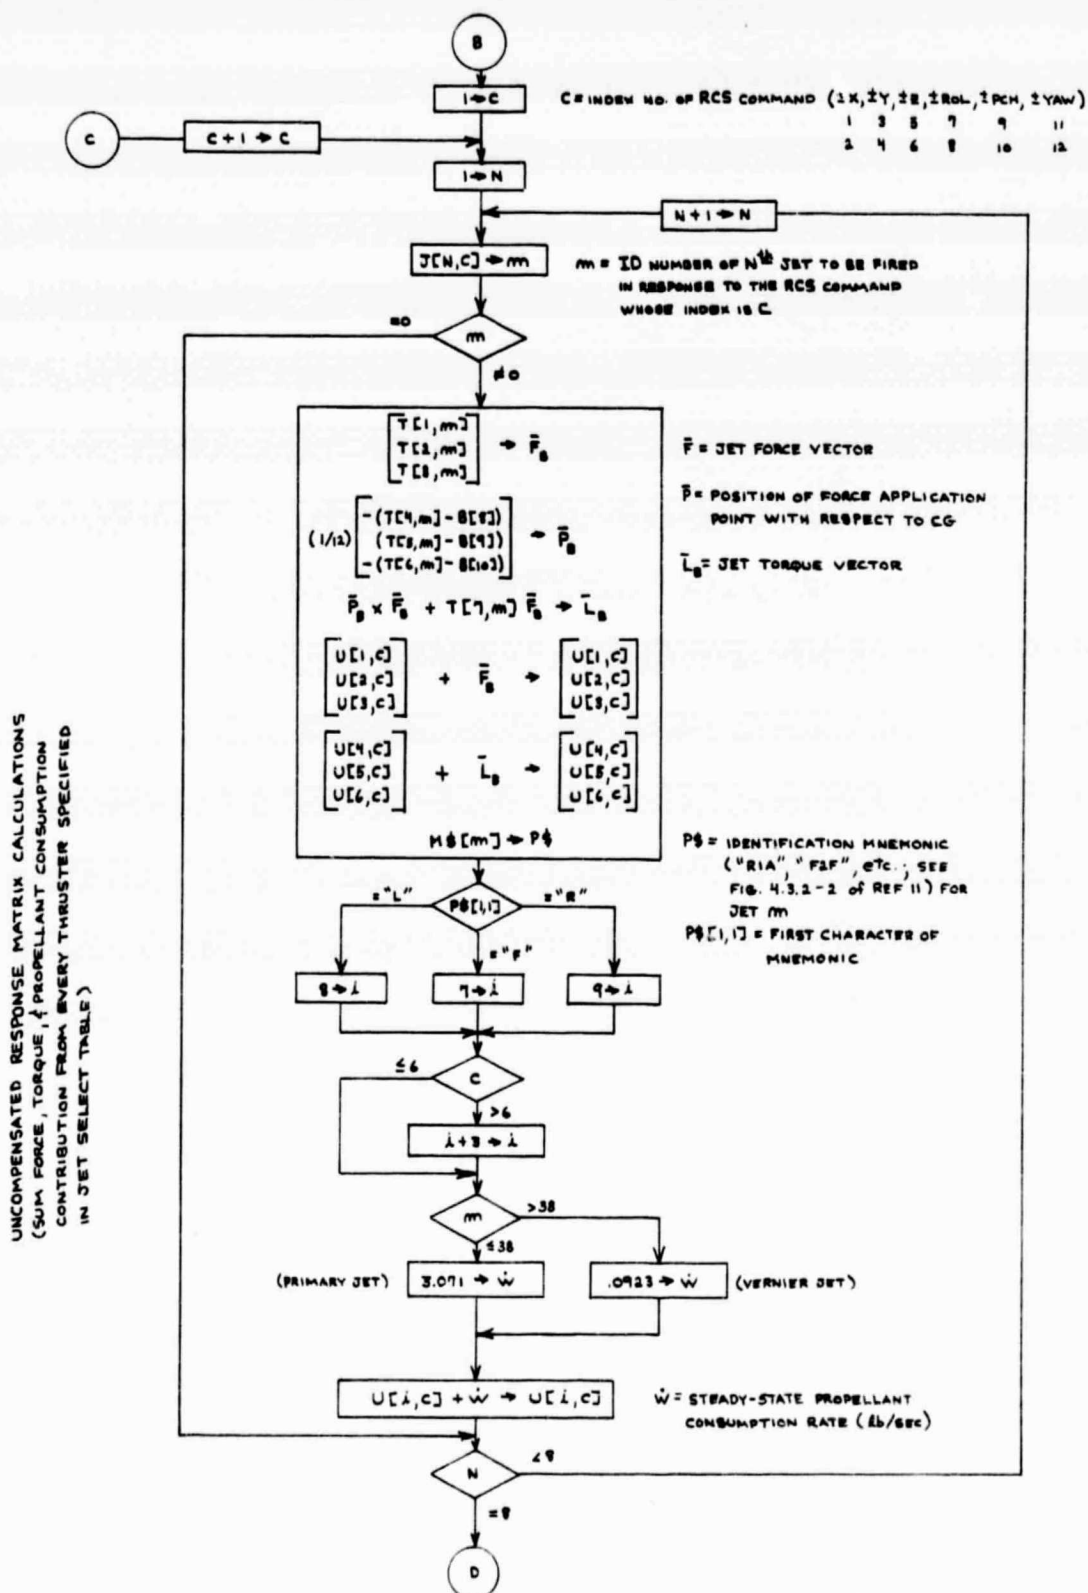 B
1→C
C = INDEX NO. OF RCS COMMAND (±X, ±Y, ±Z, ±ROL, ±PCH, ±YAW)
1 3 5 7 9 11
2 4 6 8 10 12
C
C+1→C
1→N
N+1→N
J[N,C]→m
m = ID NUMBER OF Nth JET TO BE FIRED
IN RESPONSE TO THE RCS COMMAND
WHOSE INDEX IS C
=0
m
≠0
T[1,m]
T[2,m] → F̄B
T[3,m]
F̄ = JET FORCE VECTOR
-(T[4,m]-B[8])
(1/12) (T[5,m]-B[9]) → P̄B
-(T[6,m]-B[10])
P̄ = POSITION OF FORCE APPLICATION
POINT WITH RESPECT TO CG
L̄B = JET TORQUE VECTOR
P̄B × F̄B + T[7,m] F̄B → L̄B
U[1,C] U[1,C]
U[2,C] + F̄B → U[2,C]
U[3,C] U[3,C]
U[4,C] U[4,C]
U[5,C] + L̄B → U[5,C]
U[6,C] U[6,C]
M$[m]→P$
P$ = IDENTIFICATION MNEMONIC
("R1A" "F2F", etc.; SEE
FIG. 4.3.2-2 of REF 11) FOR
JET m
P$[1,1] = FIRST CHARACTER OF
MNEMONIC
="L"
P$[1,1]
="R"
="F"
8→i
7→i
9→i
≤6
C
>6
i+3→i
m
>38
≤38
(PRIMARY JET)
3.071→ẇ
.0923→ẇ
(VERNIER JET)
U[i,C]+ẇ→U[i,C]
ẇ = STEADY-STATE PROPELLANT
CONSUMPTION RATE (lb/sec)
<8
N
=8
D
UNCOMPENSATED RESPONSE MATRIX CALCULATIONS
(SUM FORCE, TORQUE, & PROPELLANT CONSUMPTION
CONTRIBUTION FROM EVERY THRUSTER SPECIFIED
IN JET SELECT TABLE)